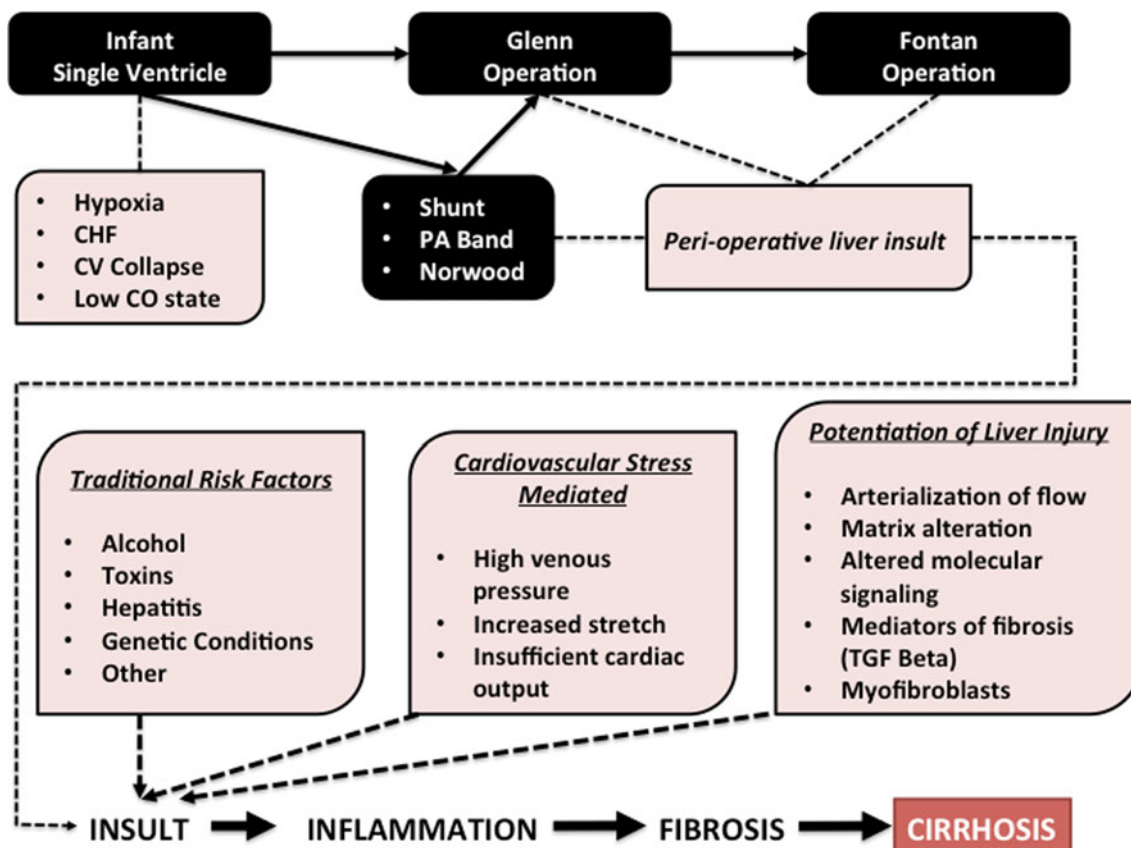 Infant
Single Ventricle
Glenn
Operation
Fontan
Operation
• Hypoxia
• CHF
• CV Collapse
• Low CO state
• Shunt
• PA Band
• Norwood
Peri-operative liver insult
Traditional Risk Factors
• Alcohol
• Toxins
• Hepatitis
• Genetic Conditions
• Other
Cardiovascular Stress
Mediated
• High venous
pressure
• Increased stretch
• Insufficient cardiac
output
Potentiation of Liver Injury
• Arterialization of flow
• Matrix alteration
• Altered molecular
signaling
• Mediators of fibrosis
(TGF Beta)
• Myofibroblasts
INSULT
INFLAMMATION
FIBROSIS
CIRRHOSIS